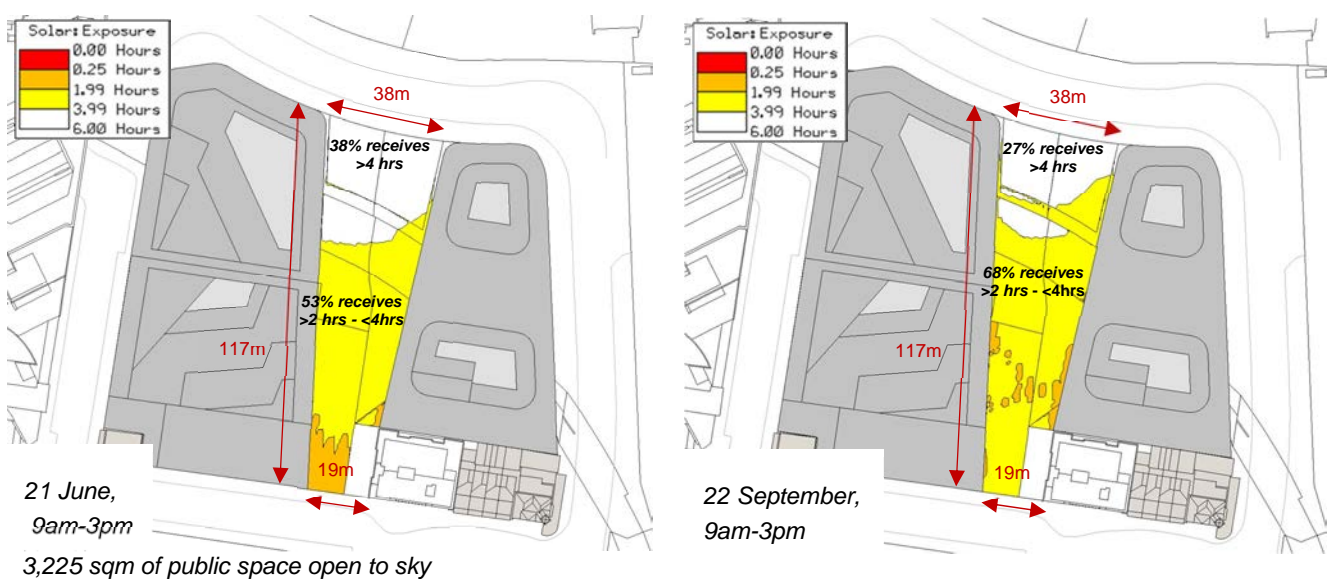 Solar: Exposure
0.00 Hours
0.25 Hours
1.99 Hours
3.99 Hours
6.00 Hours
38m
38% receives
>4 hrs
53% receives
>2 hrs - <4hrs
117m
19m
21 June,
9am-3pm
3,225 sqm of public space open to sky
Solar: Exposure
0.00 Hours
0.25 Hours
1.99 Hours
3.99 Hours
6.00 Hours
38m
27% receives
>4 hrs
68% receives
>2 hrs - <4hrs
117m
19m
22 September,
9am-3pm